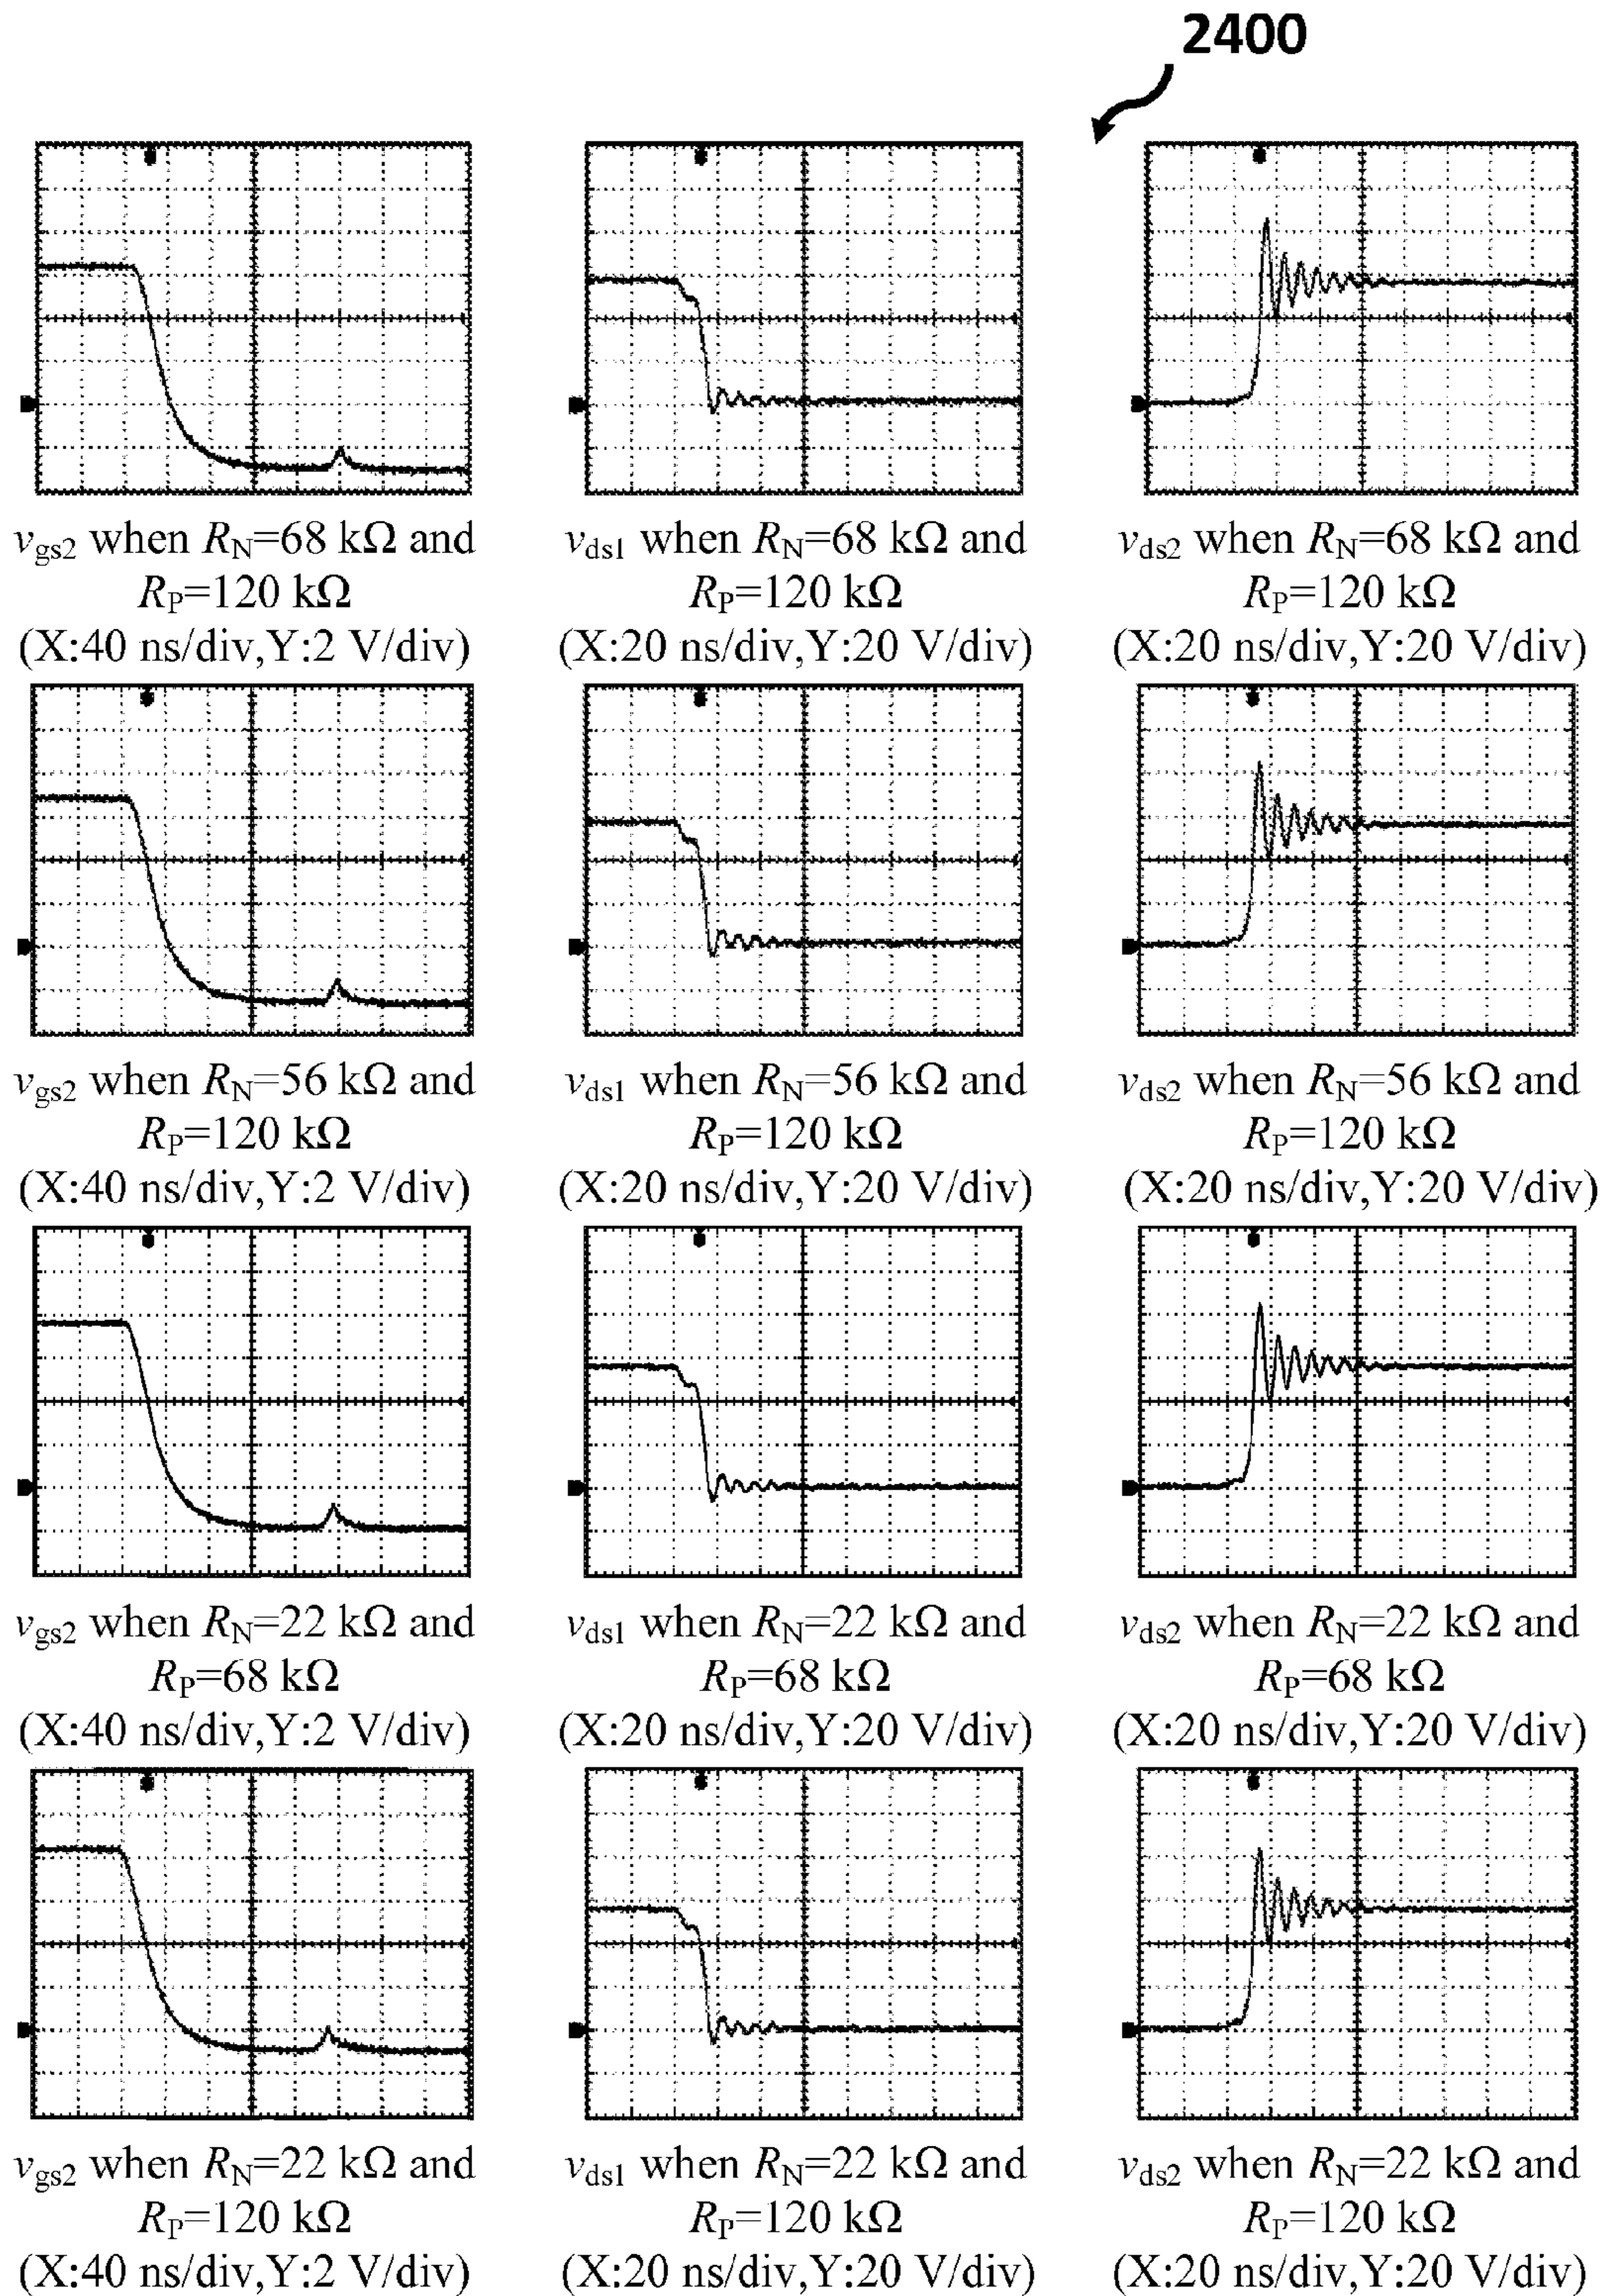 2400
vgs2 when RN=68 kΩ and
RP=120 kΩ
(X:40 ns/div,Y:2 V/div)
vds1 when RN=68 kΩ and
RP=120 kΩ
(X:20 ns/div,Y:20 V/div)
vds2 when RN=68 kΩ and
RP=120 kΩ
(X:20 ns/div,Y:20 V/div)
vgs2 when RN=56 kΩ and
RP=120 kΩ
(X:40 ns/div,Y:2 V/div)
vds1 when RN=56 kΩ and
RP=120 kΩ
(X:20 ns/div,Y:20 V/div)
vds2 when RN=56 kΩ and
RP=120 kΩ
(X:20 ns/div,Y:20 V/div)
vgs2 when RN=22 kΩ and
RP=68 kΩ
(X:40 ns/div,Y:2 V/div)
vds1 when RN=22 kΩ and
RP=68 kΩ
(X:20 ns/div,Y:20 V/div)
vds2 when RN=22 kΩ and
RP=68 kΩ
(X:20 ns/div,Y:20 V/div)
vgs2 when RN=22 kΩ and
RP=120 kΩ
(X:40 ns/div,Y:2 V/div)
vds1 when RN=22 kΩ and
RP=120 kΩ
(X:20 ns/div,Y:20 V/div)
vds2 when RN=22 kΩ and
RP=120 kΩ
(X:20 ns/div,Y:20 V/div)